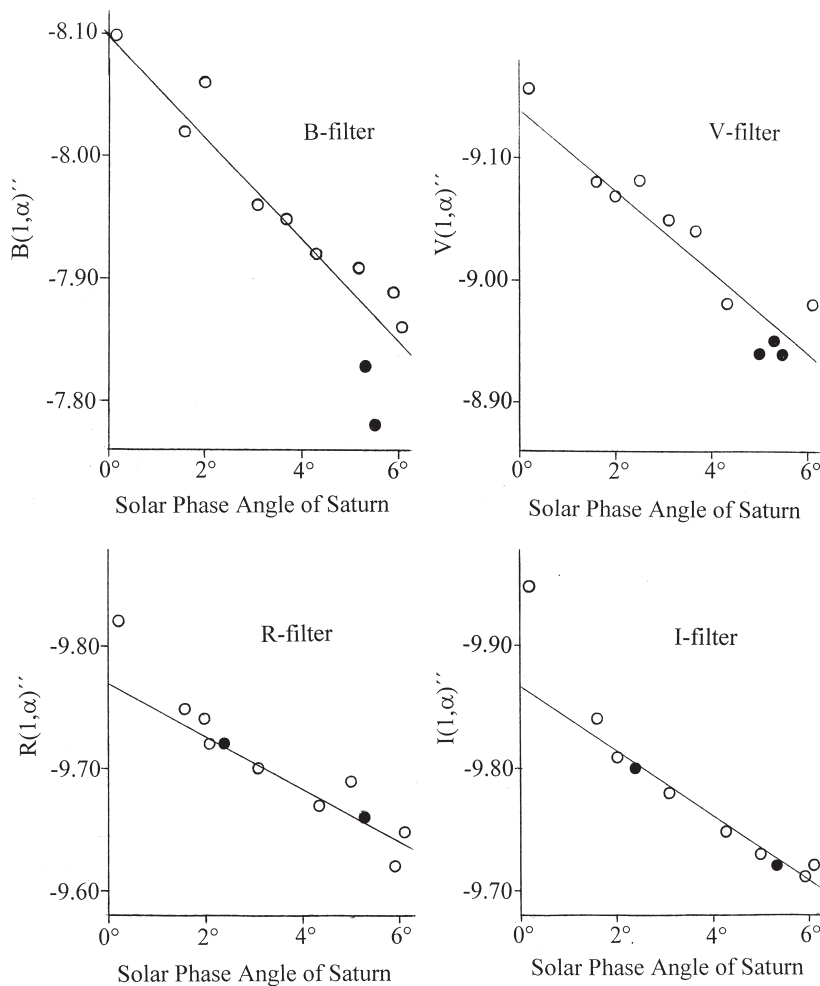 -8.10
-8.00
-7.90
-7.80
B(1,α)´´
B-filter
0° 2° 4° 6°
Solar Phase Angle of Saturn
-9.10
-9.00
-8.90
V(1,α)´´
V-filter
0° 2° 4° 6°
Solar Phase Angle of Saturn
-9.80
-9.70
-9.60
R(1,α)´´
R-filter
0° 2° 4° 6°
Solar Phase Angle of Saturn
-9.90
-9.80
-9.70
I(1,α)´´
I-filter
0° 2° 4° 6°
Solar Phase Angle of Saturn